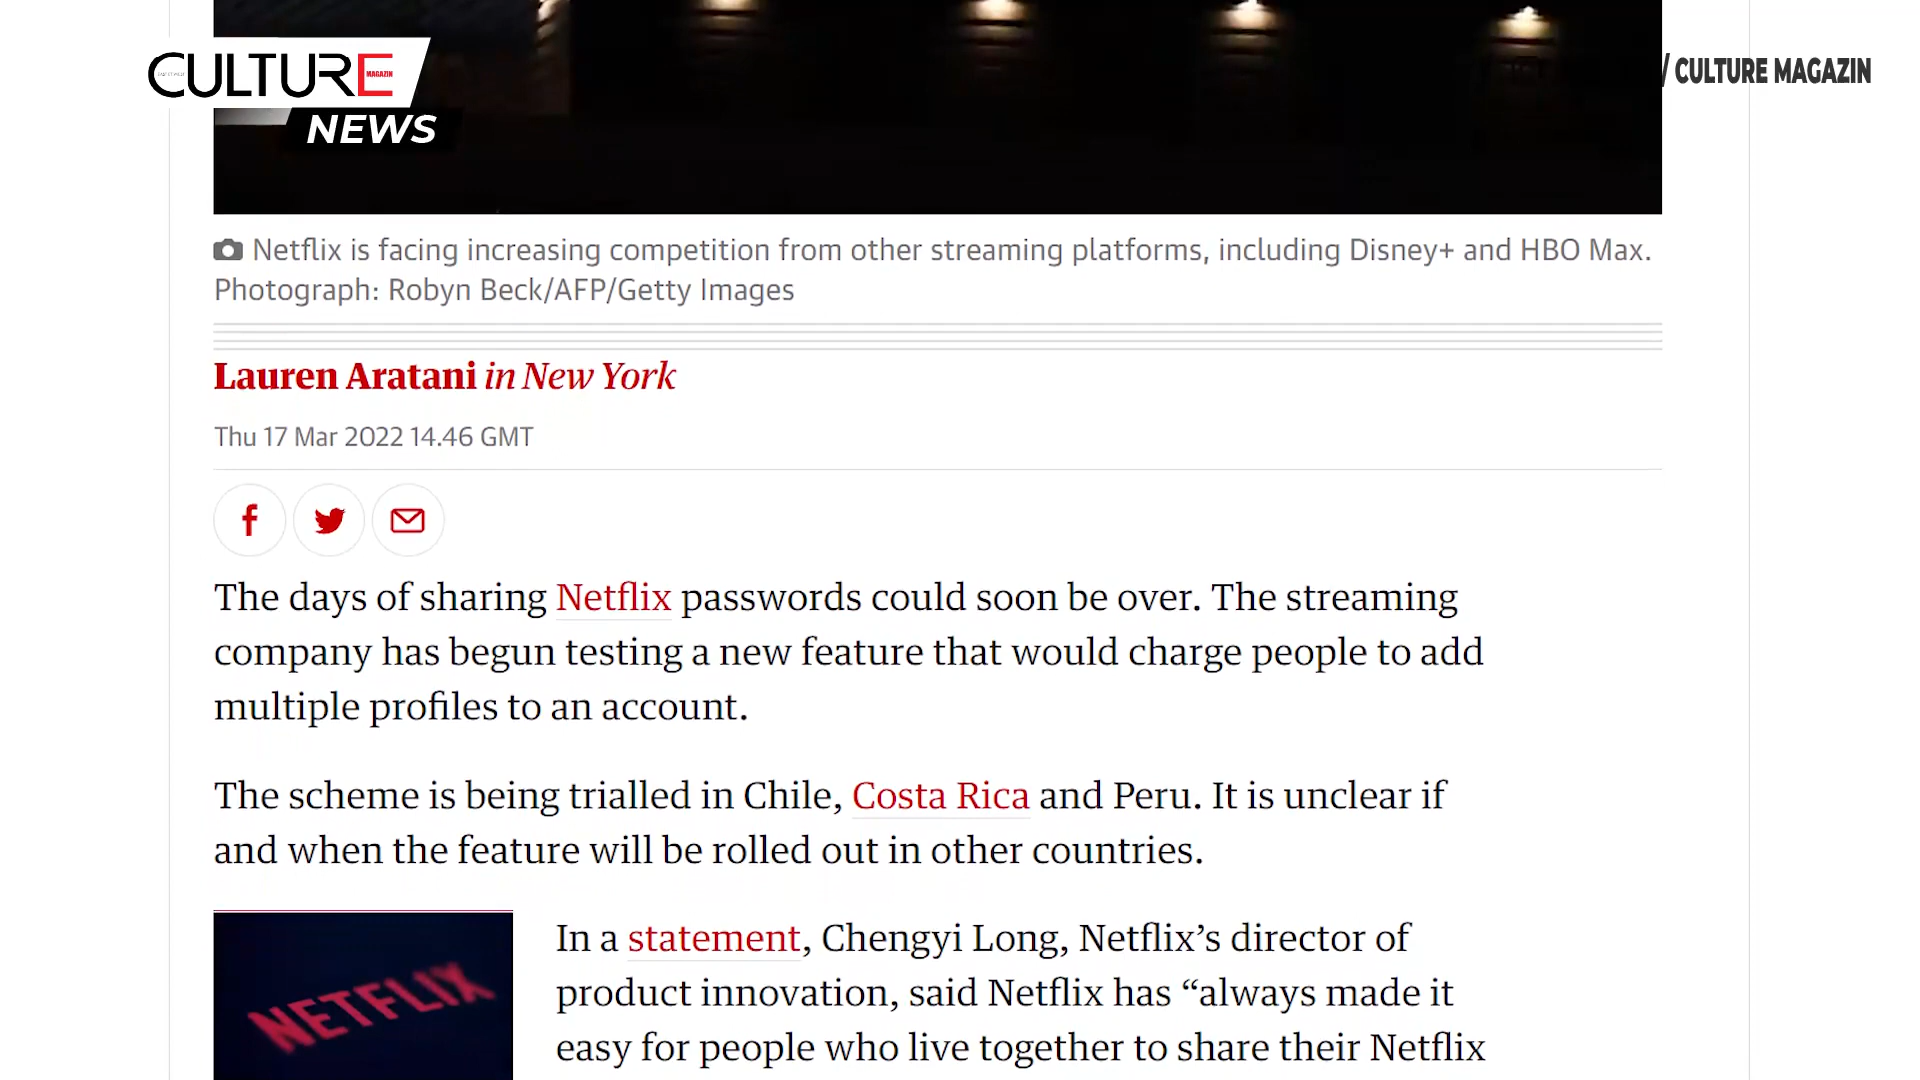 CULTURE
MAGAZIN
NEWS
/ CULTURE MAGAZIN
Netflix is facing increasing competition from other streaming platforms, including Disney+ and HBO Max.
Photograph: Robyn Beck/AFP/Getty Images
Lauren Aratani in New York
Thu 17 Mar 2022 14.46 GMT
The days of sharing Netflix passwords could soon be over. The streaming
company has begun testing a new feature that would charge people to add
multiple profiles to an account.
The scheme is being trialled in Chile, Costa Rica and Peru. It is unclear if
and when the feature will be rolled out in other countries.
NETFLIX
In a statement, Chengyi Long, Netflix’s director of
product innovation, said Netflix has “always made it
easy for people who live together to share their Netflix